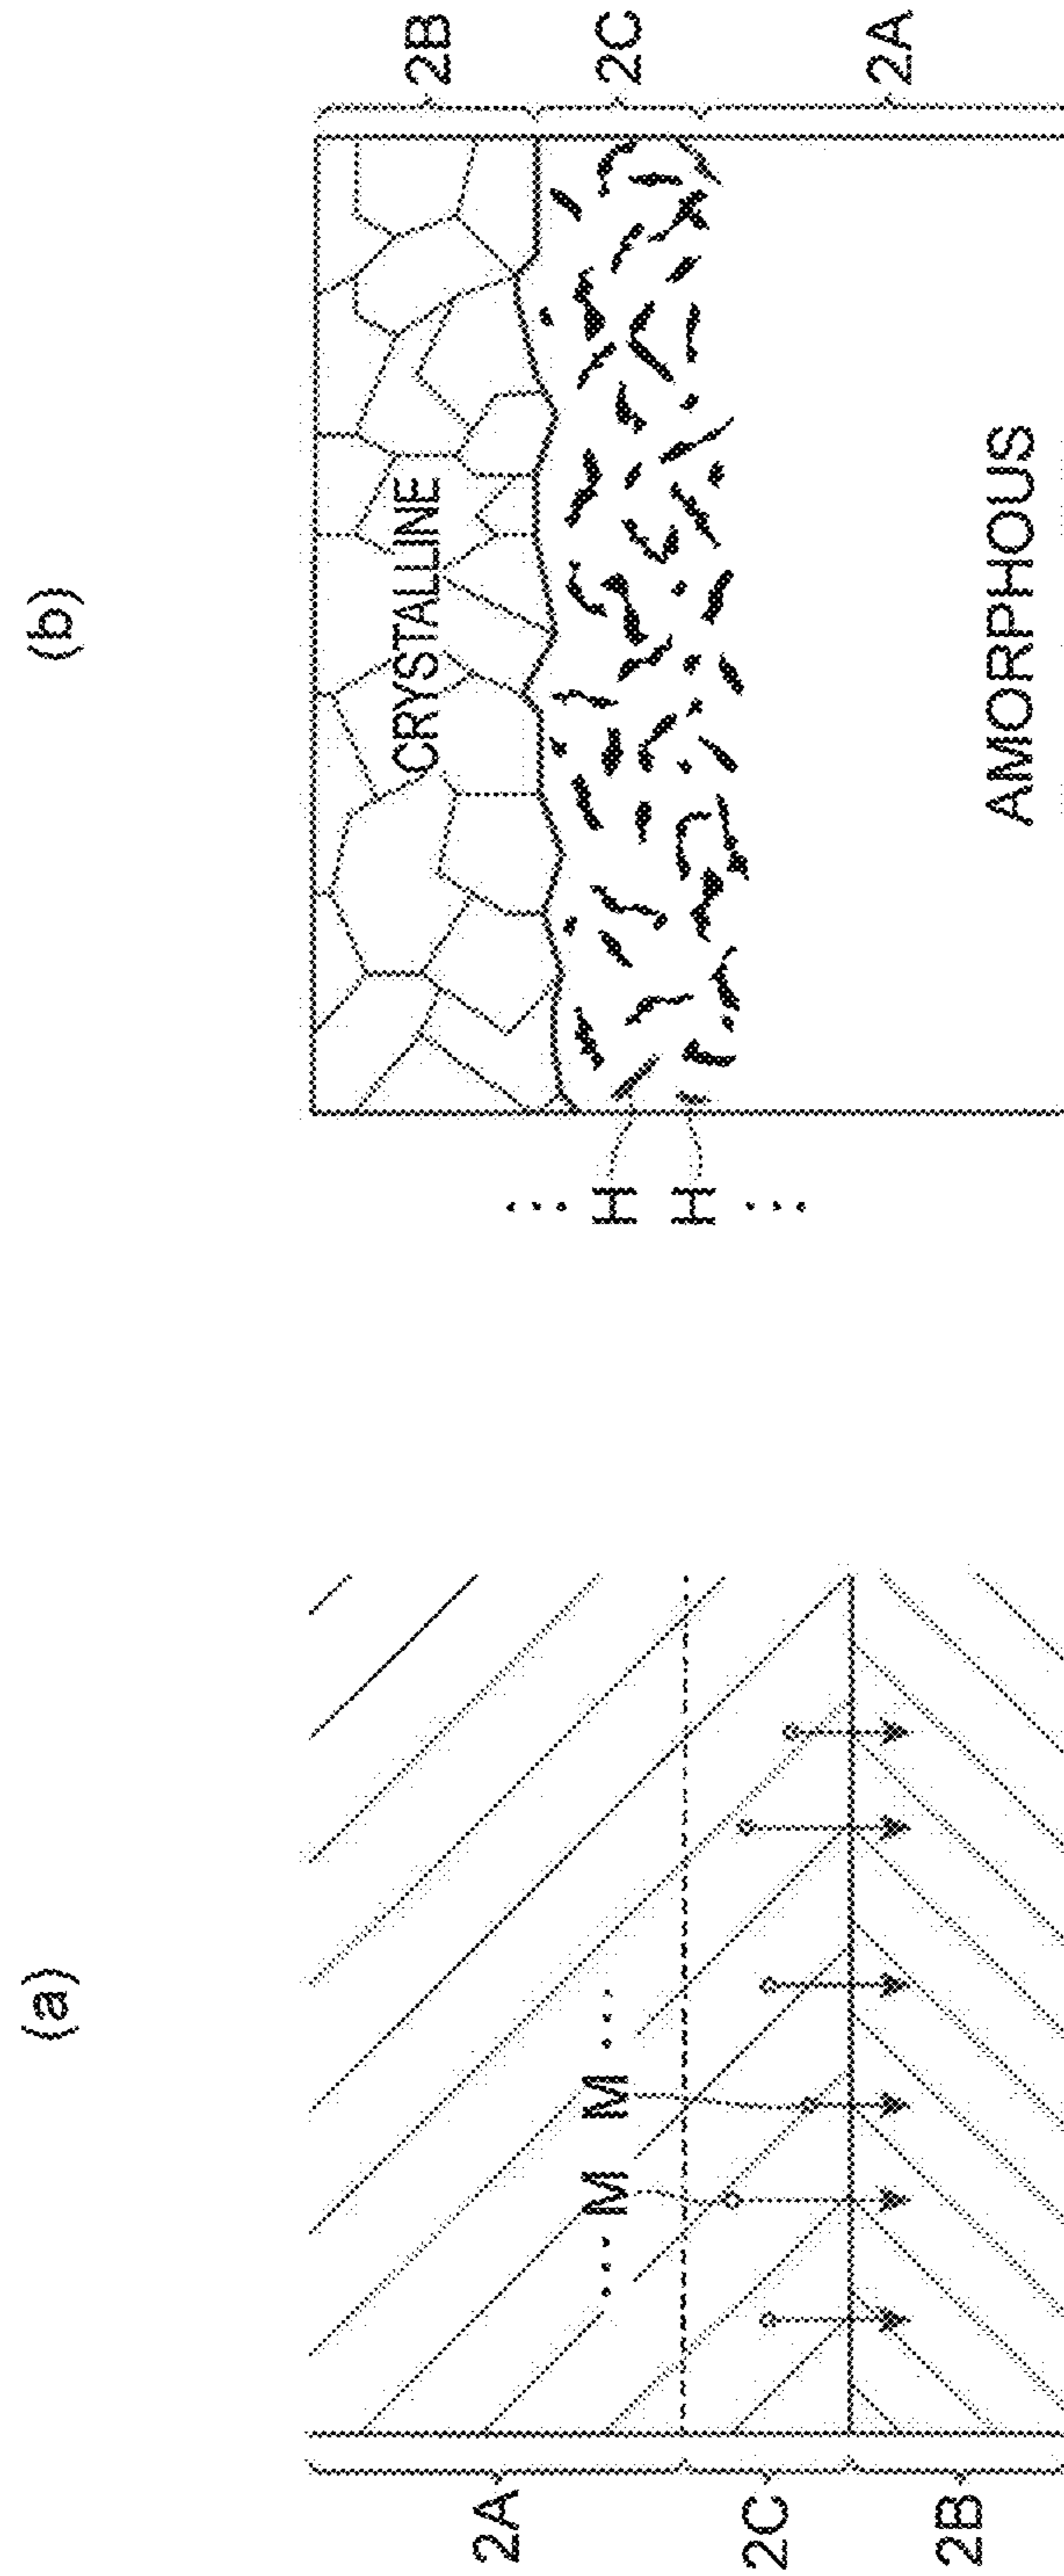 (a)
2A
2C
2B
... M M ...
(b)
CRYSTALLINE
AMORPHOUS
2B
2C
2A
... H H ...